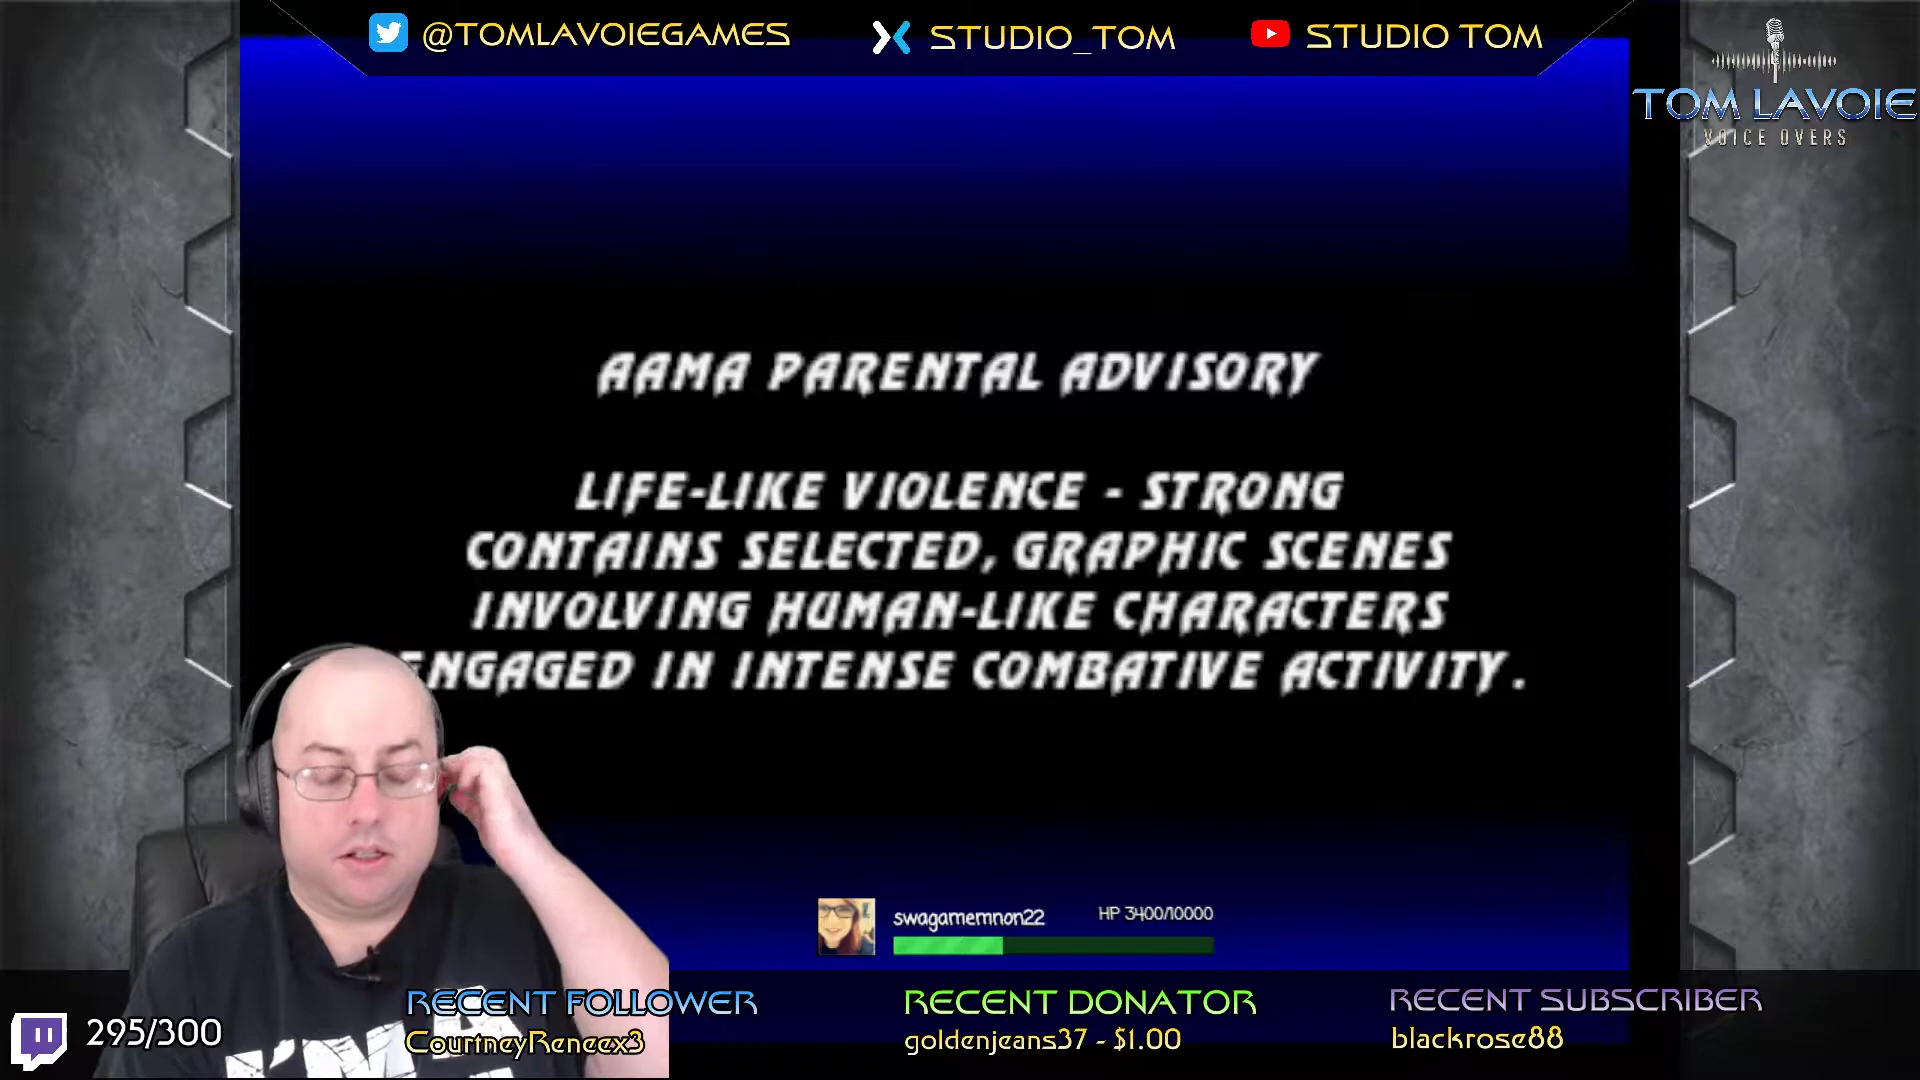 @TOMLAVOIEGAMES
STUDIO_TOM
STUDIO TOM
TOM LAVOIE
VOICE OVERS
AAMA PARENTAL ADVISORY
LIFE-LIKE VIOLENCE - STRONG
CONTAINS SELECTED, GRAPHIC SCENES
INVOLVING HUMAN-LIKE CHARACTERS
ENGAGED IN INTENSE COMBATIVE ACTIVITY.
swagamemnon22
HP 3400/10000
RECENT FOLLOWER
CourtneyReneex3
RECENT DONATOR
goldenjeans37 - $1.00
RECENT SUBSCRIBER
blackrose88
295/300